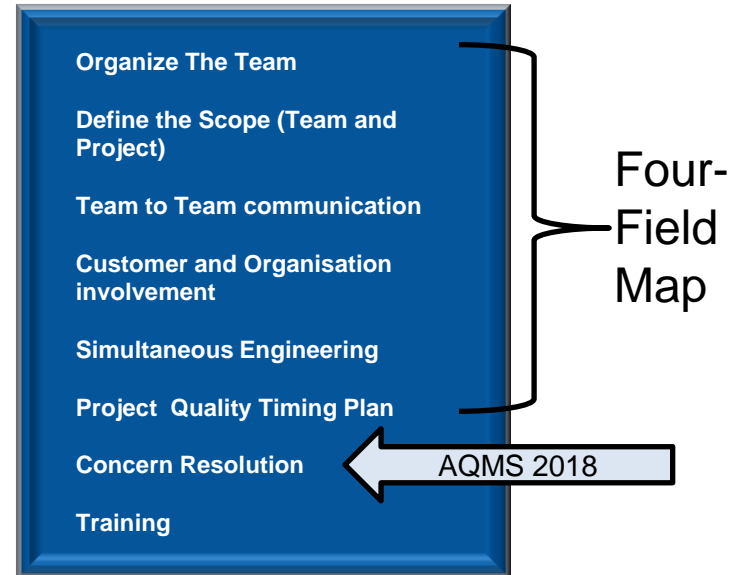 Organize The Team
Define the Scope (Team and
Project)
Team to Team communication
Customer and Organisation
involvement
Simultaneous Engineering
Project Quality Timing Plan
Concern Resolution
Training
Four-
Field
Map
AQMS 2018